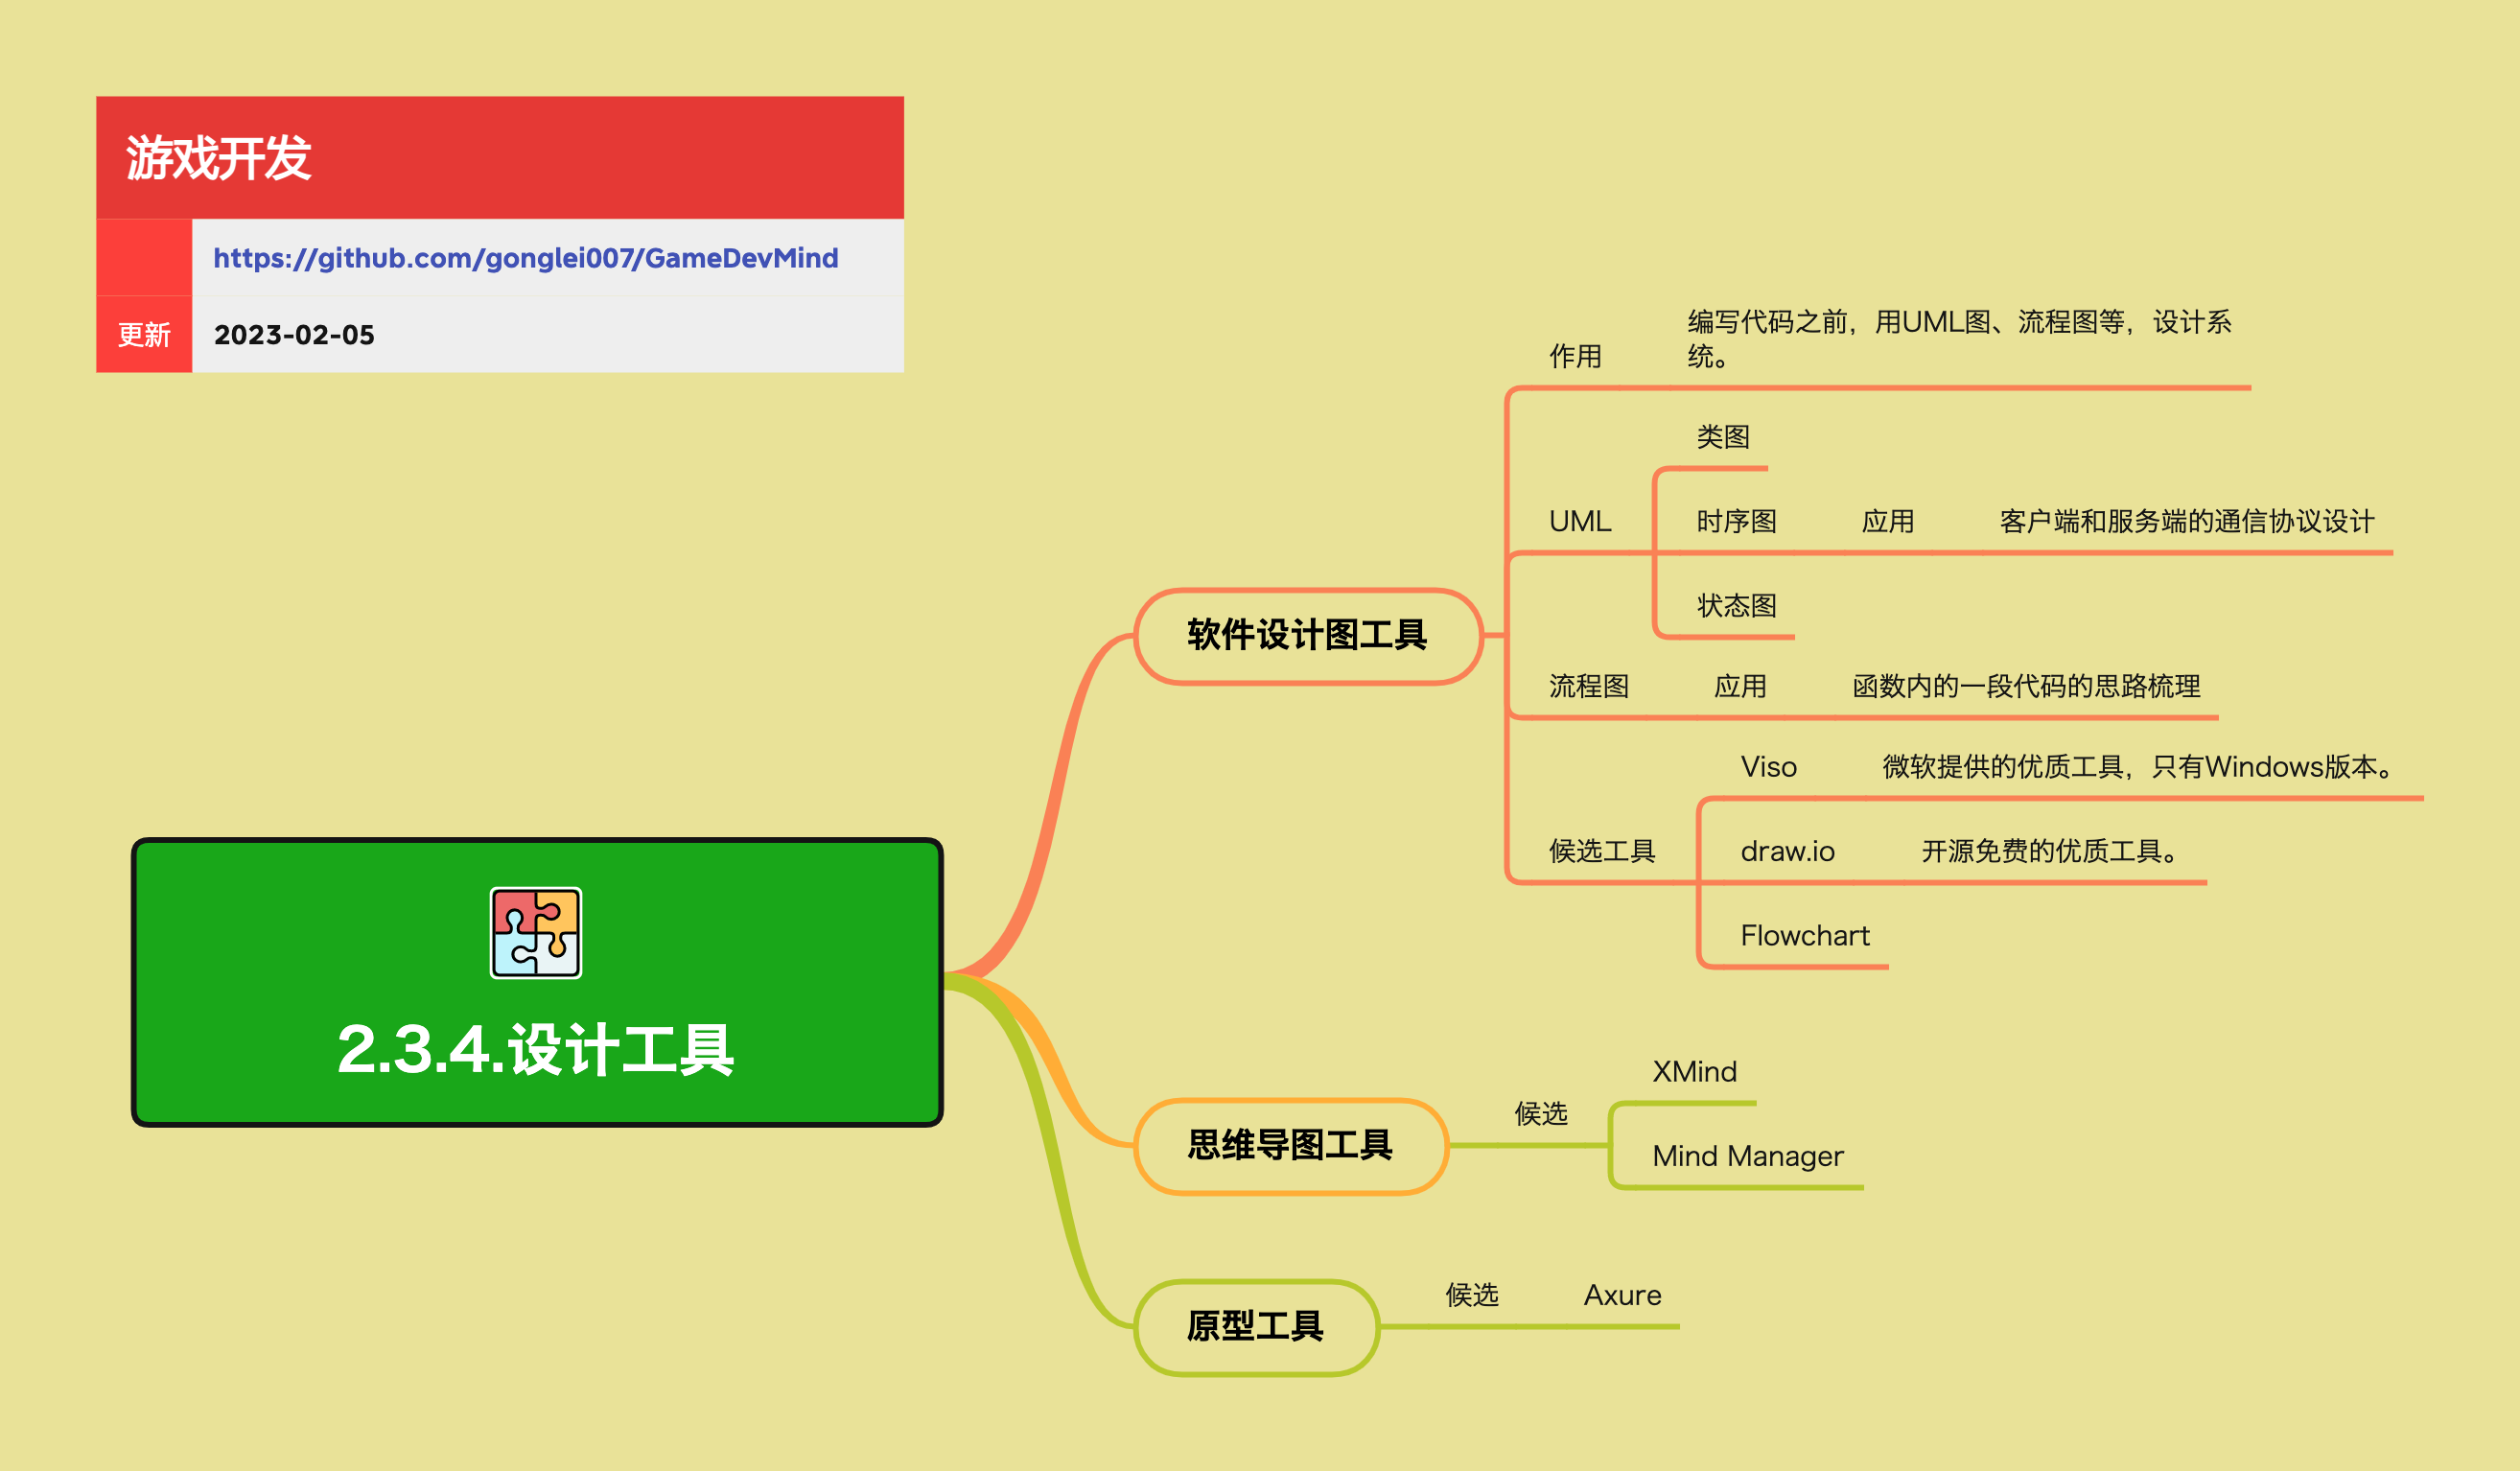 游戏开发
https://github.com/gonglei007/GameDevMind
更新
2023-02-05
2.3.4.设计工具
软件设计图工具
作用
编写代码之前，用UML图、流程图等，设计系
统。
UML
类图
时序图
应用
客户端和服务端的通信协议设计
状态图
流程图
应用
函数内的一段代码的思路梳理
候选工具
Viso
微软提供的优质工具，只有Windows版本。
draw.io
开源免费的优质工具。
Flowchart
思维导图工具
候选
XMind
Mind Manager
原型工具
候选
Axure